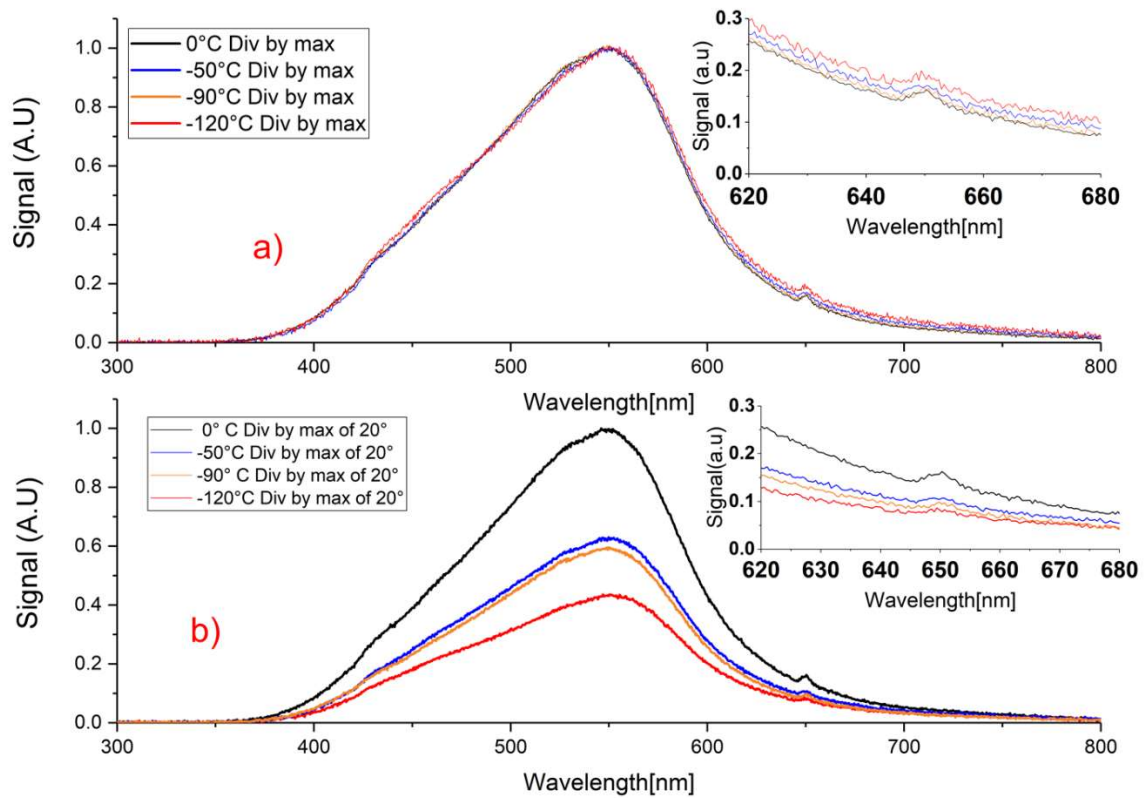 0°C Div by max
-50°C Div by max
-90°C Div by max
-120°C Div by max
Signal (A.U)
1.0
0.8
0.6
0.4
0.2
0.0
a)
300 400 500 600 700 800
Wavelength[nm]
Signal (a.u)
0.3
0.2
0.1
0.0
620 640 660 680
Wavelength[nm]
0° C Div by max of 20°
-50°C Div by max of 20°
-90° C Div by max of 20°
-120°C Div by max of 20°
Signal (A.U)
1.0
0.8
0.6
0.4
0.2
0.0
b)
300 400 500 600 700 800
Wavelength[nm]
Signal(a.u)
0.3
0.2
0.1
0.0
620 630 640 650 660 670 680
Wavelength[nm]